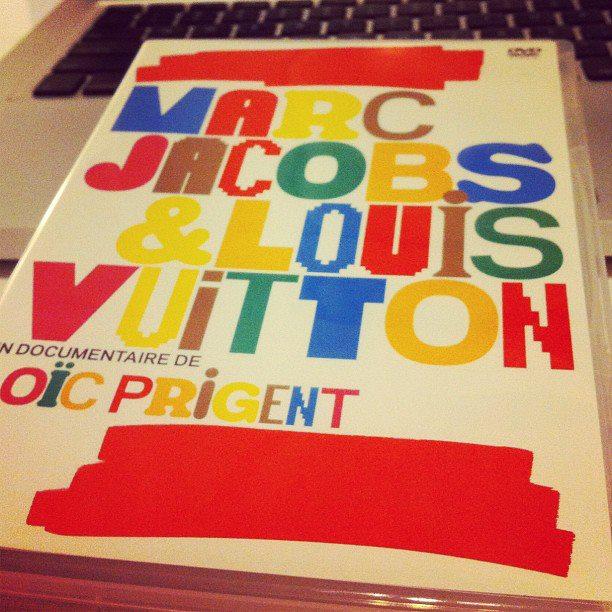 MARC
JACOBS
& LOUiS
VUiTTON
N DOCUMENTAIRE DE
OÏC PRiGENT